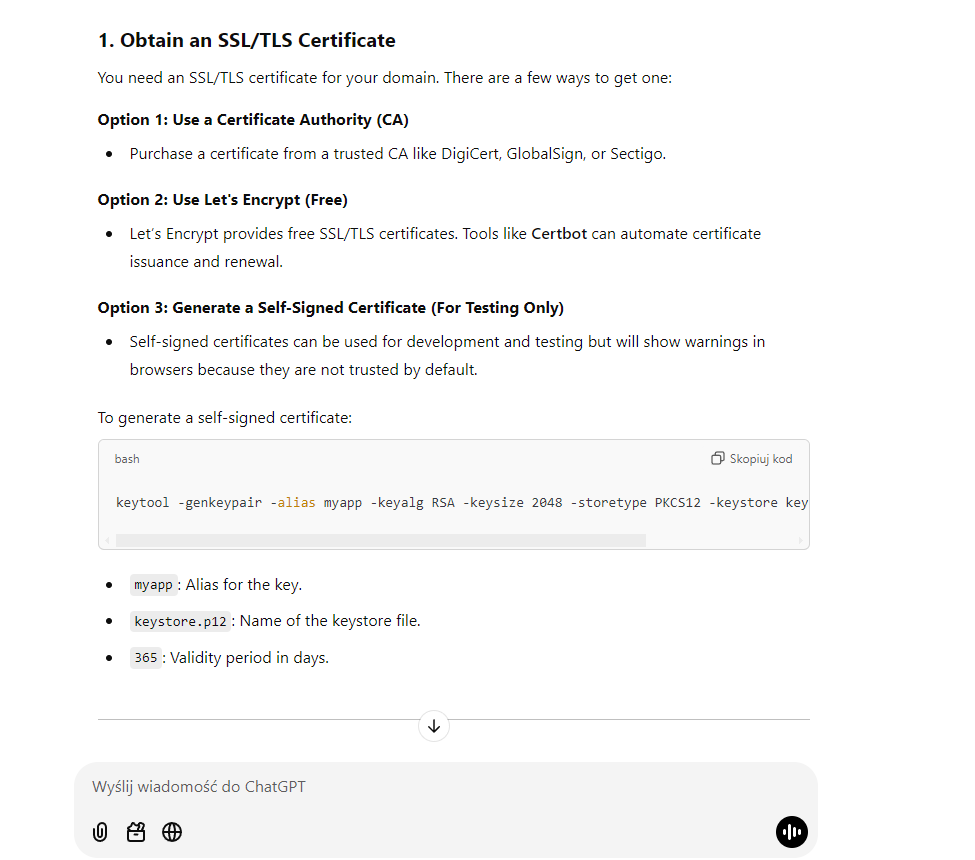 1. Obtain an SSL/TLS Certificate
You need an SSL/TLS certificate for your domain. There are a few ways to get one:
Option 1: Use a Certificate Authority (CA)
• Purchase a certificate from a trusted CA like DigiCert, GlobalSign, or Sectigo.
Option 2: Use Let's Encrypt (Free)
• Let's Encrypt provides free SSL/TLS certificates. Tools like Certbot can automate certificate
issuance and renewal.
Option 3: Generate a Self-Signed Certificate (For Testing Only)
• Self-signed certificates can be used for development and testing but will show warnings in
browsers because they are not trusted by default.
To generate a self-signed certificate:
bash
Skopiuj kod
keytool -genkeypair -alias myapp -keyalg RSA -keysize 2048 -storetype PKCS12 -keystore key
• myapp : Alias for the key.
• keystore.p12 : Name of the keystore file.
• 365 : Validity period in days.
Wyślij wiadomość do ChatGPT